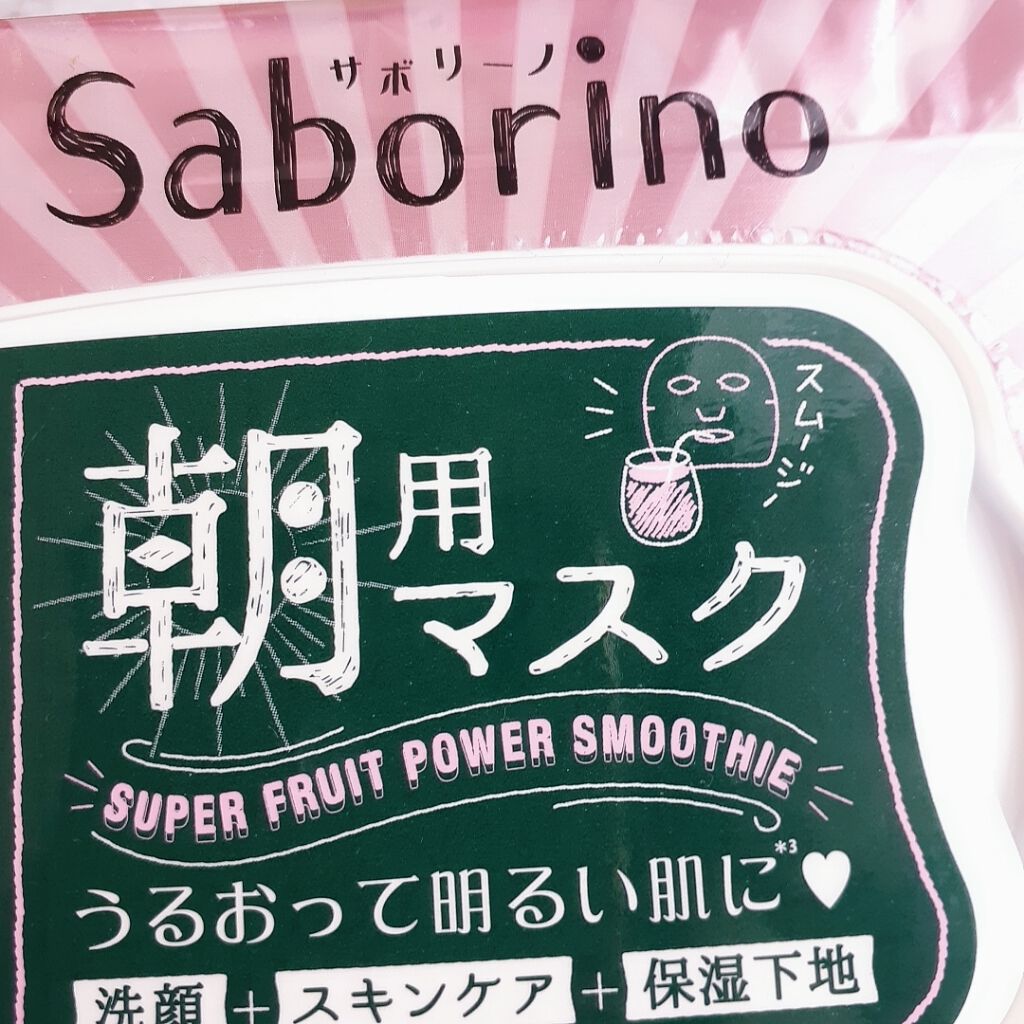 サボリーノ
Saborino
スムージー
朝用
マスク
SUPER FRUIT POWER SMOOTHIE
うるおって明るい肌に*3♥
洗顔+スキンケア+保湿下地